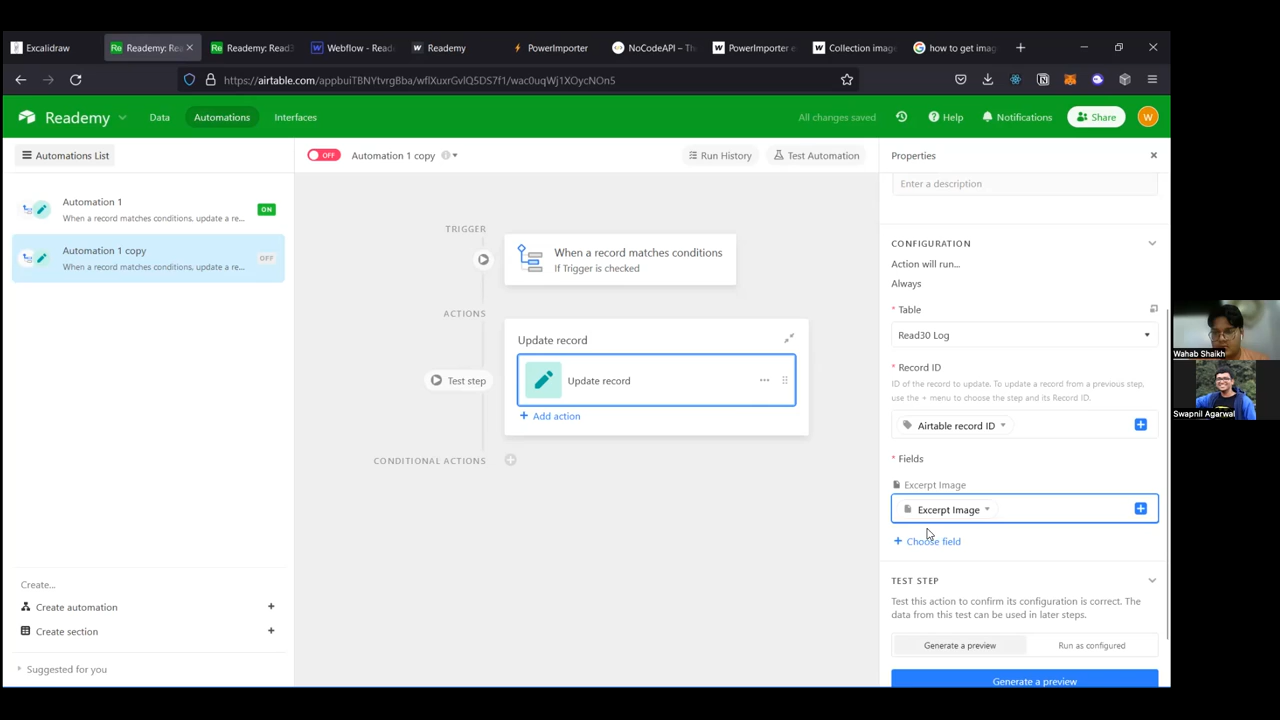 Excalidraw
Readema: Rea
Readema: Read3
Webflow - Read
Reademy
PowerImporter
NoCodeAPI – The
PowerImporter e
Collection image
how to get imag
https://airtable.com/appbuiTBNYtvrgBba/wflXuxrGvlQ5DS7f1/wac0uqWj1XOycNOn5
Reademy
Data
Automations
Interfaces
All changes saved
Help
Notifications
Share
W
Automations List
OFF
Automation 1 copy
Run History
Test Automation
Properties
Automation 1
When a record matches conditions, update a re...
ON
Automation 1 copy
When a record matches conditions, update a re...
OFF
TRIGGER
When a record matches conditions
If Trigger is checked
ACTIONS
Update record
Test step
Update record
Add action
CONDITIONAL ACTIONS
Enter a description
CONFIGURATION
Action will run...
Always
* Table
Read30 Log
* Record ID
ID of the record to update. To update a record from a previous step,
use the + menu to choose the step and its Record ID.
Airtable record ID
* Fields
Excerpt Image
Excerpt Image
+ Choose field
TEST STEP
Test this action to confirm its configuration is correct. The
data from this test can be used in later steps.
Generate a preview
Run as configured
Generate a preview
Create...
Create automation
Create section
Suggested for you
Wahab Shaikh
Swapnil Agarwal